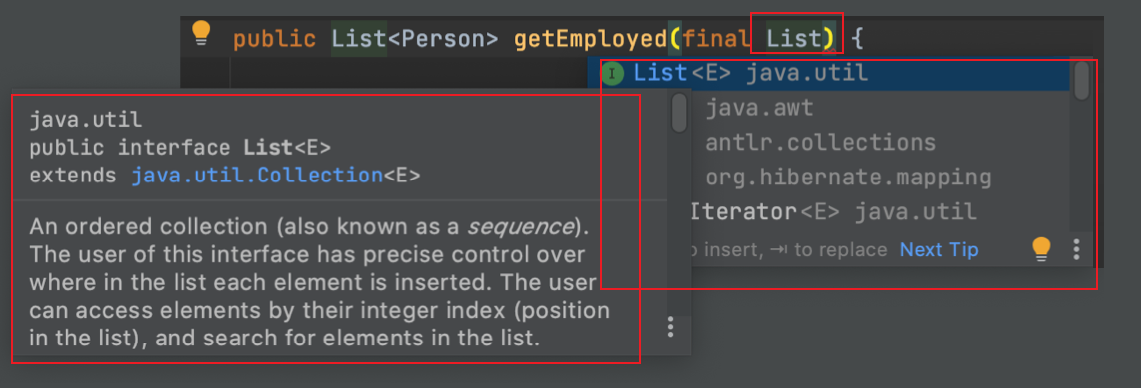 public List<Person> getEmployed(final List) {
I List<E> java.util
java.awt
antlr.collections
org.hibernate.mapping
Iterator<E> java.util
insert, ⇥ to replace Next Tip
java.util
public interface List<E>
extends java.util.Collection<E>
An ordered collection (also known as a sequence).
The user of this interface has precise control over
where in the list each element is inserted. The user
can access elements by their integer index (position
in the list), and search for elements in the list.